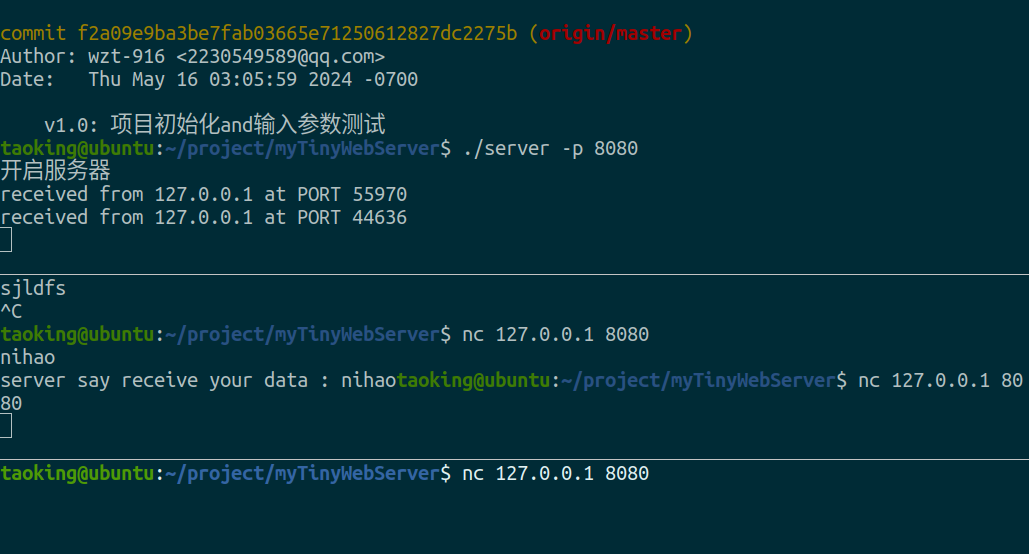 commit f2a09e9ba3be7fab03665e71250612827dc2275b (origin/master)
Author: wzt-916 <2230549589@qq.com>
Date:   Thu May 16 03:05:59 2024 -0700
    v1.0: 项目初始化and输入参数测试
taoking@ubuntu:~/project/myTinyWebServer$ ./server -p 8080
开启服务器
received from 127.0.0.1 at PORT 55970
received from 127.0.0.1 at PORT 44636
sjldfs
^C
taoking@ubuntu:~/project/myTinyWebServer$ nc 127.0.0.1 8080
nihao
server say receive your data : nihaotaoking@ubuntu:~/project/myTinyWebServer$ nc 127.0.0.1 80
80
taoking@ubuntu:~/project/myTinyWebServer$ nc 127.0.0.1 8080